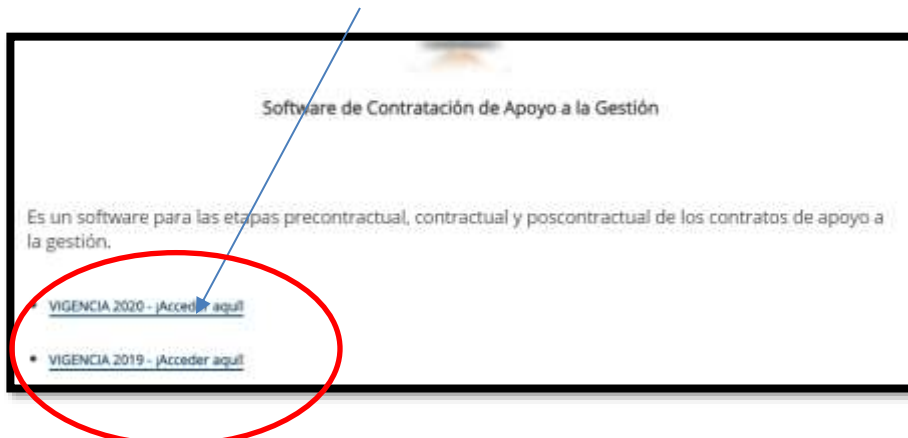 Software de Contratación de Apoyo a la Gestión
Es un software para las etapas precontractual, contractual y poscontractual de los contratos de apoyo a
la gestión.
• VIGENCIA 2020 - ¡Acceder aquí!
• VIGENCIA 2019 - ¡Acceder aquí!